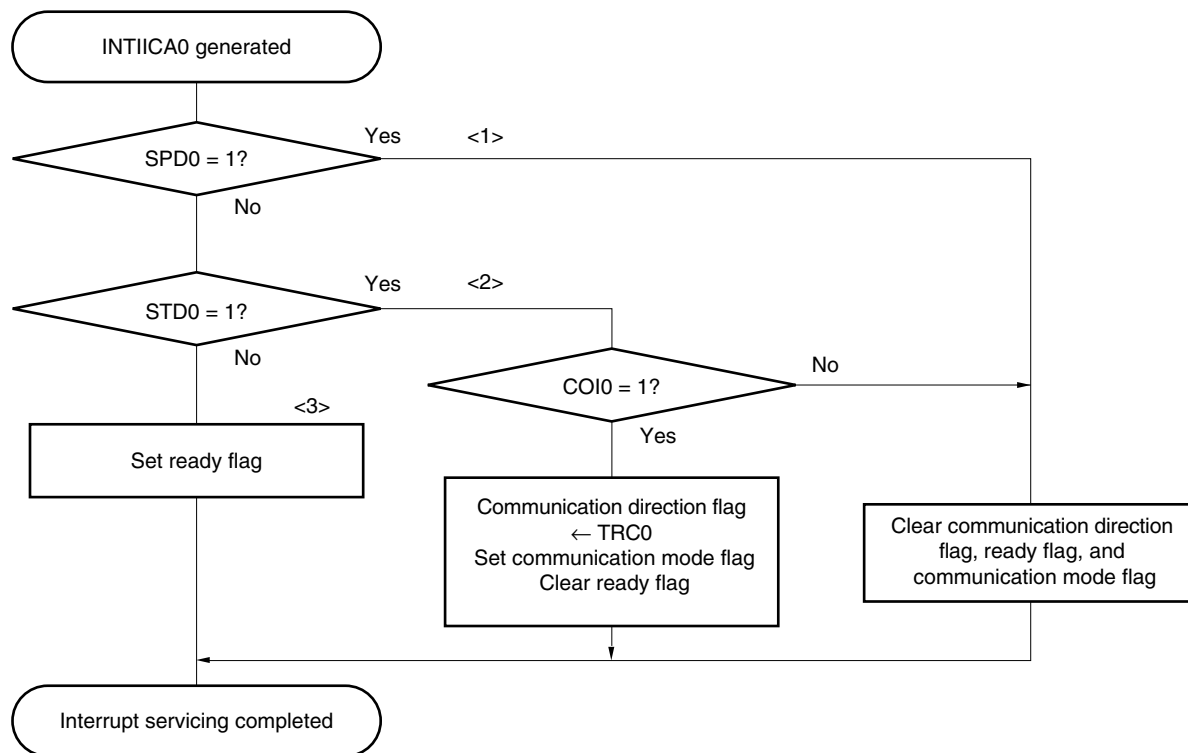 INTIICA0 generated
Yes
<1>
SPD0 = 1?
No
Yes
<2>
STD0 = 1?
No
COI0 = 1?
No
<3>
Yes
Set ready flag
Communication direction flag
← TRC0
Set communication mode flag
Clear ready flag
Clear communication direction
flag, ready flag, and
communication mode flag
Interrupt servicing completed